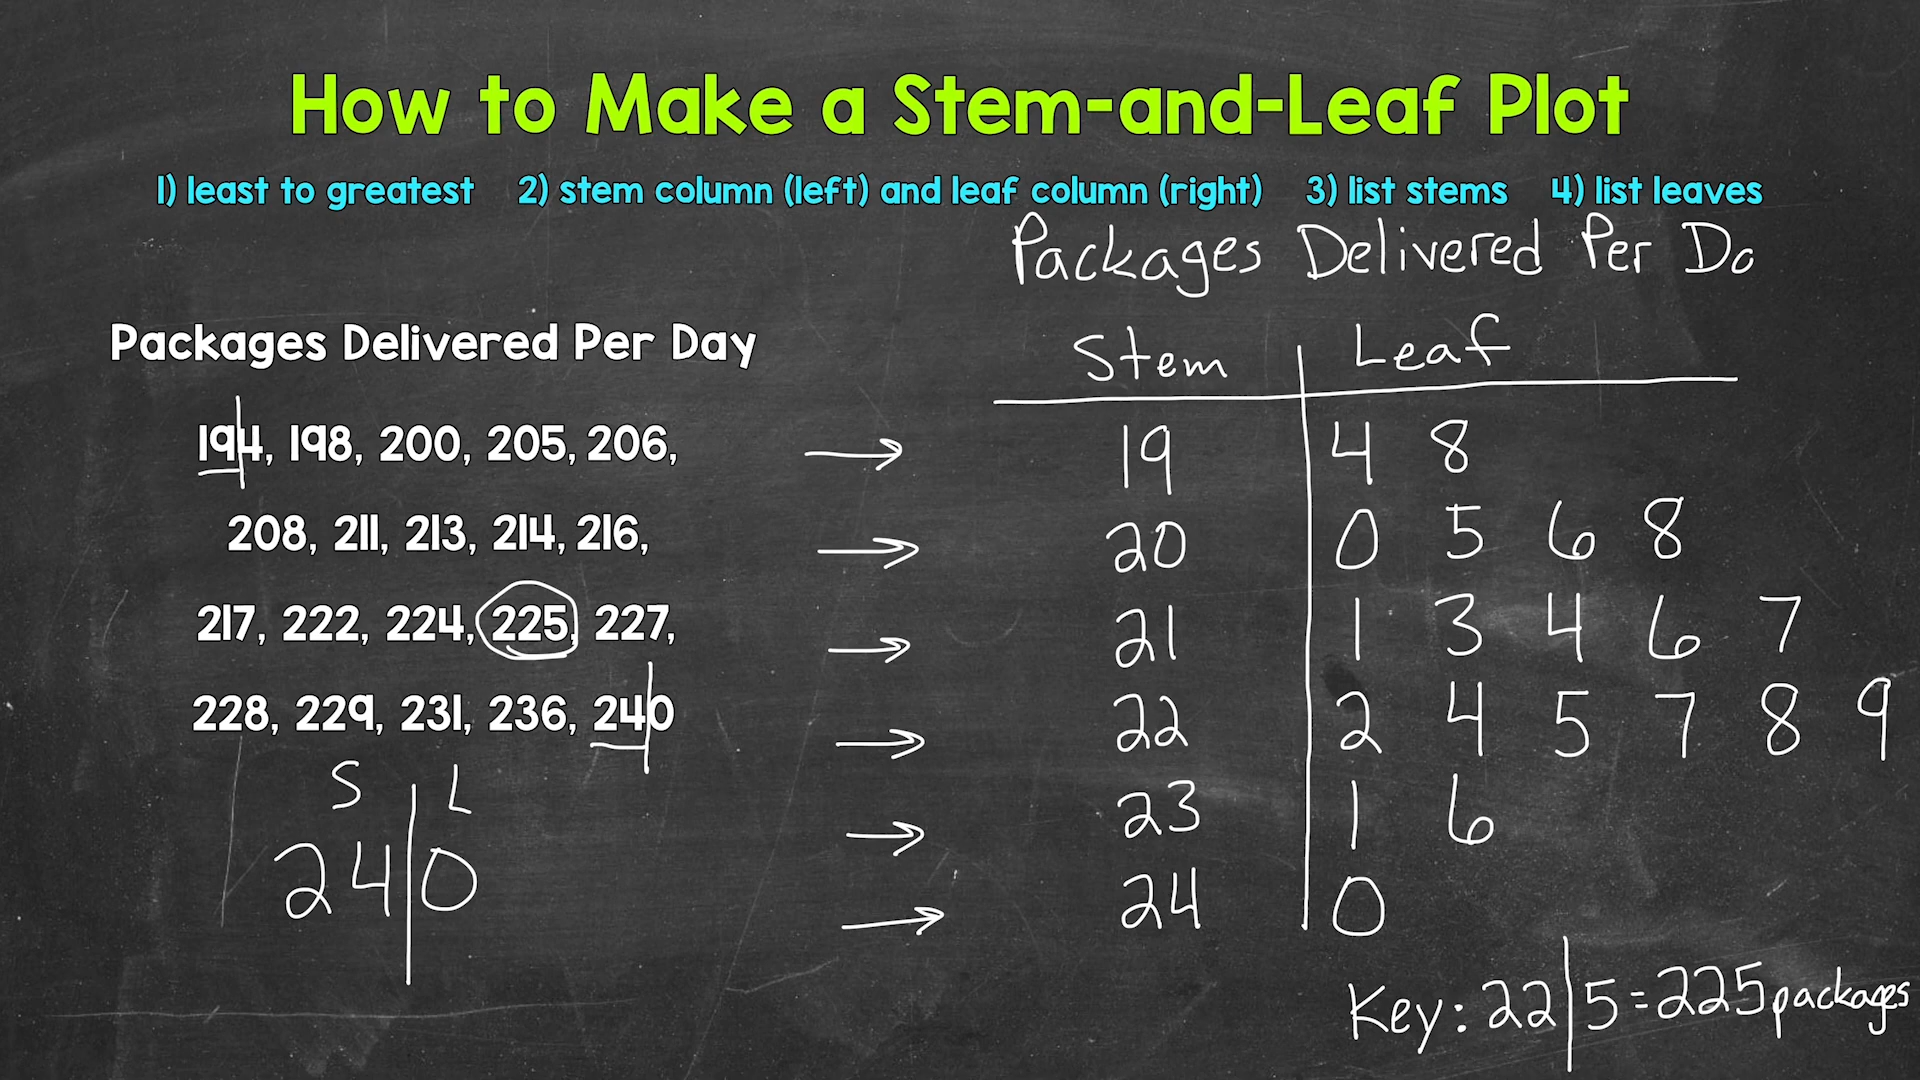 How to Make a Stem-and-Leaf Plot
1) least to greatest 2) stem column (left) and leaf column (right) 3) list stems 4) list leaves
Packages Delivered Per Do
Packages Delivered Per Day
194, 198, 200, 205, 206,
208, 211, 213, 214, 216,
217, 222, 224, 225, 227,
228, 229, 231, 236, 240
S L
24 0
Stem Leaf
19 4 8
20 0 5 6 8
21 1 3 4 6 7
22 2 4 5 7 8 9
23 1 6
24 0
Key: 22|5 = 225 packages